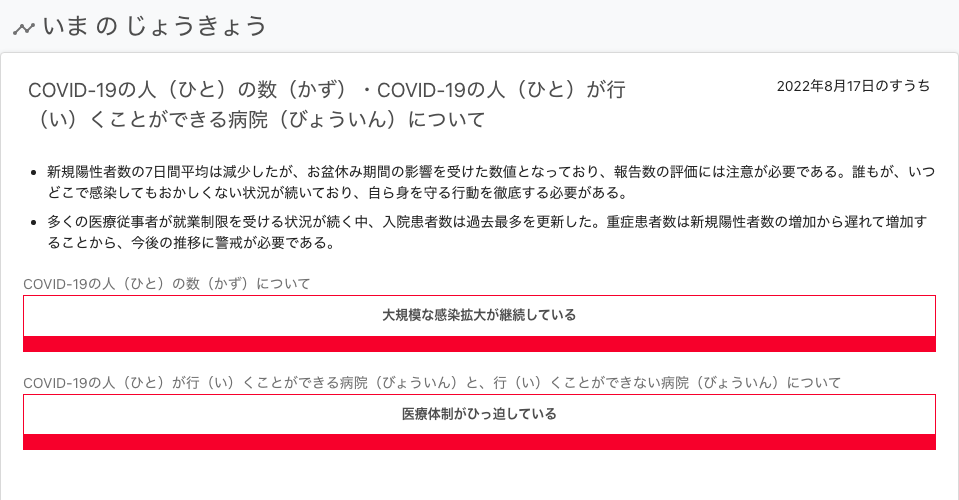 いま の じょうきょう
COVID-19の人（ひと）の数（かず）・COVID-19の人（ひと）が行
（い）くことができる病院（びょういん）について
2022年8月17日のすうち
• 新規陽性者数の7日間平均は減少したが、お盆休み期間の影響を受けた数値となっており、報告数の評価には注意が必要である。誰もが、いつ
どこで感染してもおかしくない状況が続いており、自ら身を守る行動を徹底する必要がある。
• 多くの医療従事者が就業制限を受ける状況が続く中、入院患者数は過去最多を更新した。重症患者数は新規陽性者数の増加から遅れて増加す
ることから、今後の推移に警戒が必要である。
COVID-19の人（ひと）の数（かず）について
大規模な感染拡大が継続している
COVID-19の人（ひと）が行（い）くことができる病院（びょういん）と、行（い）くことができない病院（びょういん）について
医療体制がひっ迫している